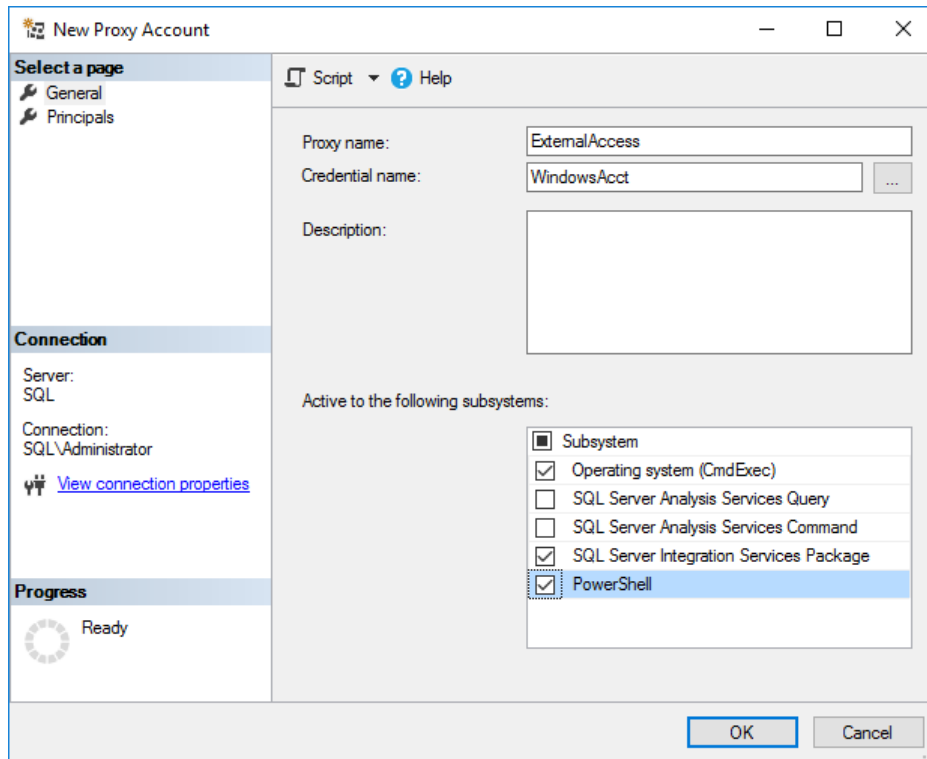 New Proxy Account
Select a page
General
Principals
Script
Help
Proxy name:
ExternalAccess
Credential name:
WindowsAcct
...
Description:
Active to the following subsystems:
Subsystem
Operating system (CmdExec)
SQL Server Analysis Services Query
SQL Server Analysis Services Command
SQL Server Integration Services Package
PowerShell
Connection
Server:
SQL
Connection:
SQL\Administrator
View connection properties
Progress
Ready
OK
Cancel